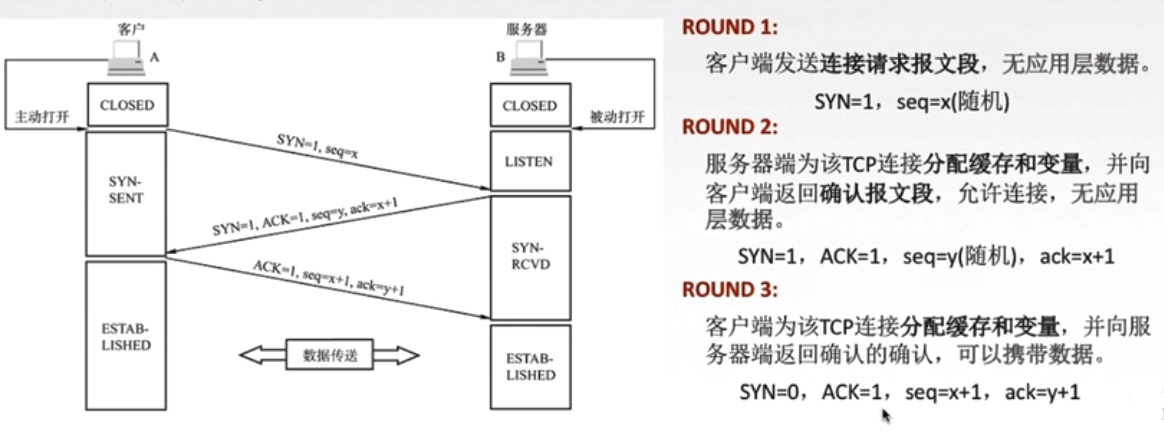 客户
服务器
A
B
CLOSED
CLOSED
主动打开
被动打开
SYN=1, seq=x
LISTEN
SYN-
SENT
SYN=1, ACK=1, seq=y, ack=x+1
SYN-
RCVD
ACK=1, seq=x+1, ack=y+1
ESTAB-
LISHED
数据传送
ESTAB-
LISHED
ROUND 1:
客户端发送连接请求报文段，无应用层数据。
SYN=1，seq=x(随机)
ROUND 2:
服务器端为该TCP连接分配缓存和变量，并向
客户端返回确认报文段，允许连接，无应用
层数据。
SYN=1，ACK=1，seq=y(随机)，ack=x+1
ROUND 3:
客户端为该TCP连接分配缓存和变量，并向服
务器端返回确认的确认，可以携带数据。
SYN=0，ACK=1，seq=x+1，ack=y+1